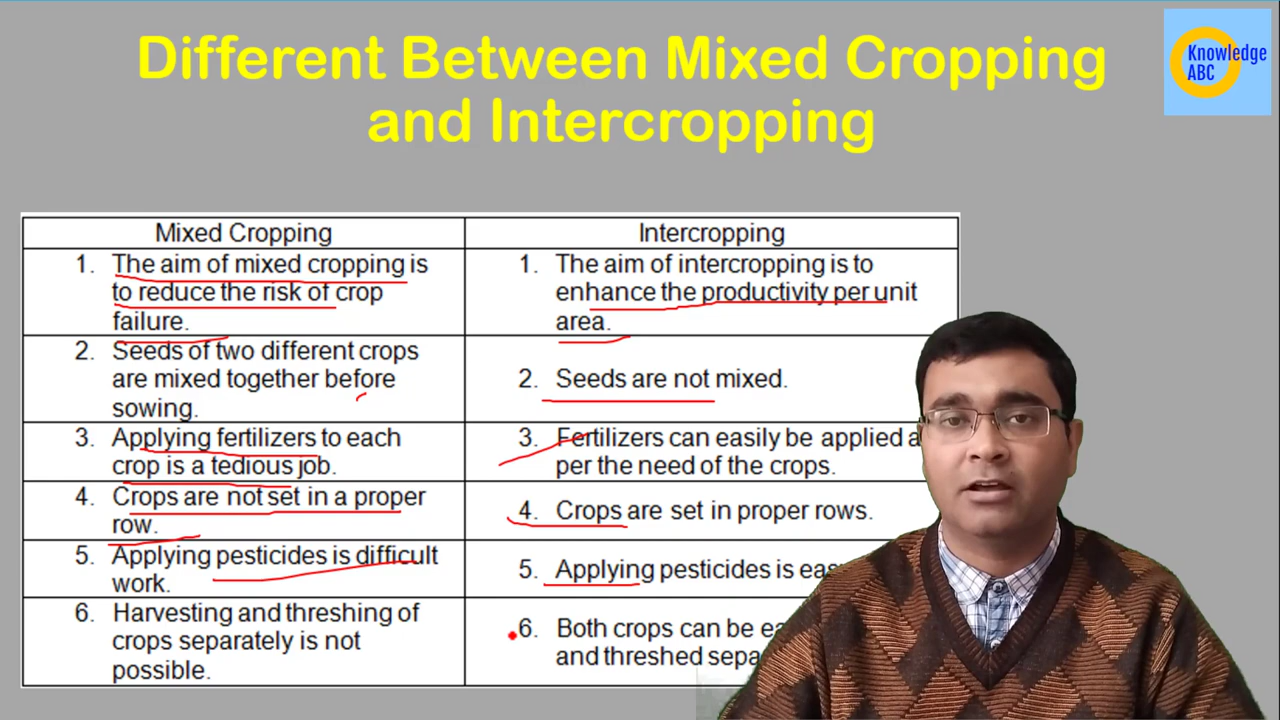 Different Between Mixed Cropping
and Intercropping
Knowledge
ABC
Mixed Cropping
Intercropping
1. The aim of mixed cropping is
to reduce the risk of crop
failure.
1. The aim of intercropping is to
enhance the productivity per unit
area.
2. Seeds of two different crops
are mixed together before
sowing.
2. Seeds are not mixed.
3. Applying fertilizers to each
crop is a tedious job.
3. Fertilizers can easily be applied
per the need of the crops.
4. Crops are not set in a proper
row.
4. Crops are set in proper rows.
5. Applying pesticides is difficult
work.
5. Applying pesticides is
6. Harvesting and threshing of
crops separately is not
possible.
6. Both crops can be
and threshed